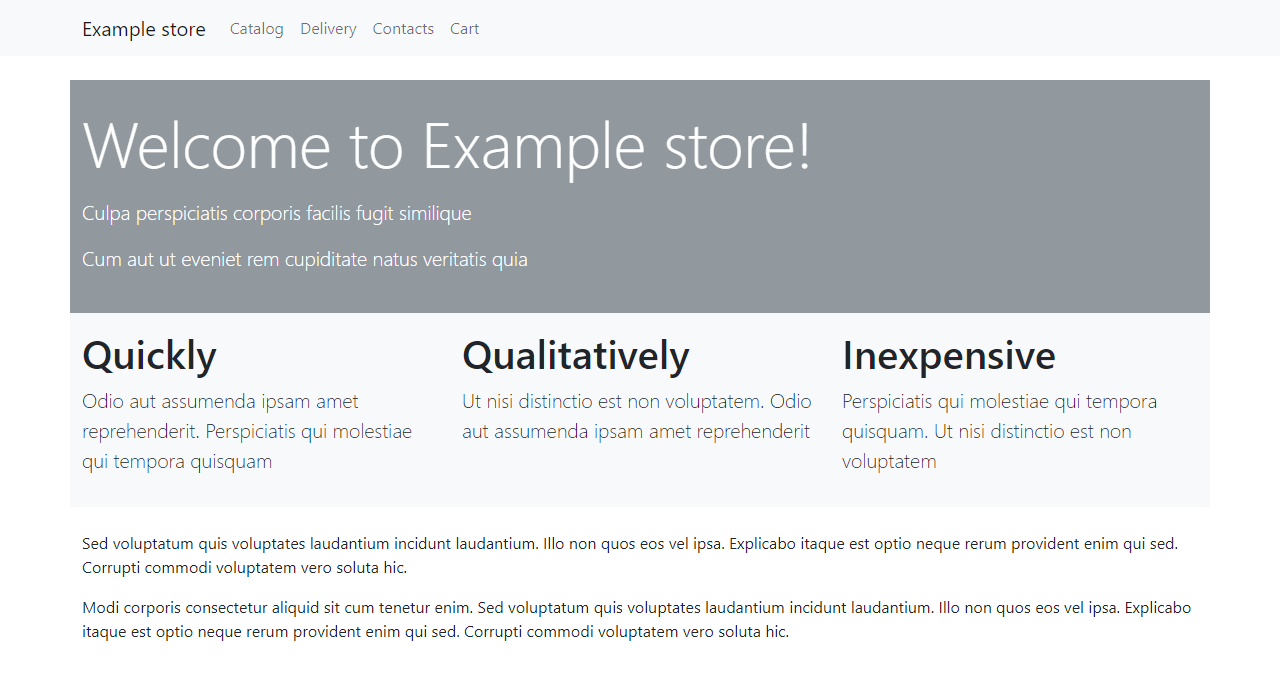 Example store Catalog Delivery Contacts Cart
Welcome to Example store!
Culpa perspiciatis corporis facilis fugit similique
Cum aut ut eveniet rem cupiditate natus veritatis quia
Quickly
Odio aut assumenda ipsam amet
reprehenderit. Perspiciatis qui molestiae
qui tempora quisquam
Qualitatively
Ut nisi distinctio est non voluptatem. Odio
aut assumenda ipsam amet reprehenderit
Inexpensive
Perspiciatis qui molestiae qui tempora
quisquam. Ut nisi distinctio est non
voluptatem
Sed voluptatum quis voluptates laudantium incidunt laudantium. Illo non quos eos vel ipsa. Explicabo itaque est optio neque rerum provident enim qui sed.
Corrupti commodi voluptatem vero soluta hic.
Modi corporis consectetur aliquid sit cum tenetur enim. Sed voluptatum quis voluptates laudantium incidunt laudantium. Illo non quos eos vel ipsa. Explicabo
itaque est optio neque rerum provident enim qui sed. Corrupti commodi voluptatem vero soluta hic.